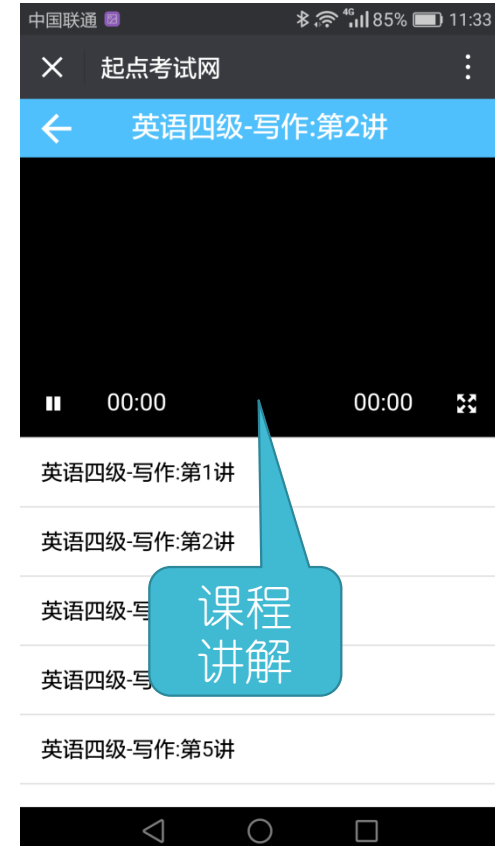 中国联通 4G 85% 11:33
起点考试网
英语四级-写作:第2讲
00:00 00:00
英语四级-写作:第1讲
英语四级-写作:第2讲
英语四级-写
英语四级-写
课程
讲解
英语四级-写作:第5讲